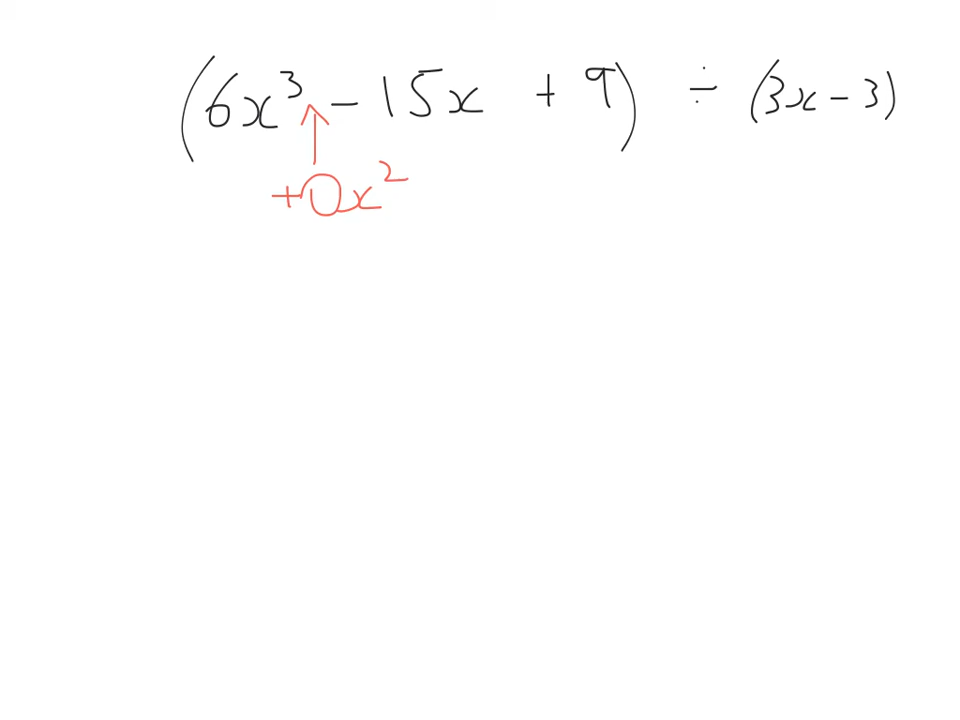 (6x³ - 15x + 9) ÷ (3x - 3)
+0x²